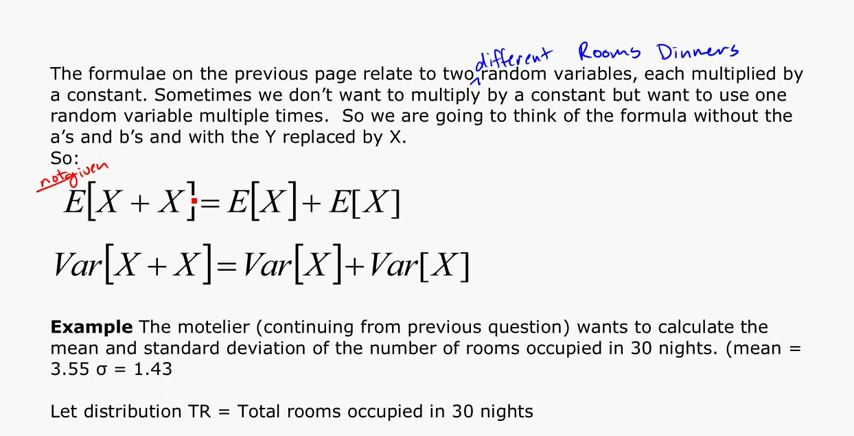 different Rooms Dinners
The formulae on the previous page relate to two random variables, each multiplied by
a constant. Sometimes we don’t want to multiply by a constant but want to use one
random variable multiple times.  So we are going to think of the formula without the
a’s and b’s and with the Y replaced by X.
So:
not given
E[X + X] = E[X] + E[X]
Var[X + X] = Var[X] + Var[X]
Example The motelier (continuing from previous question) wants to calculate the
mean and standard deviation of the number of rooms occupied in 30 nights. (mean =
3.55 σ = 1.43
Let distribution TR = Total rooms occupied in 30 nights